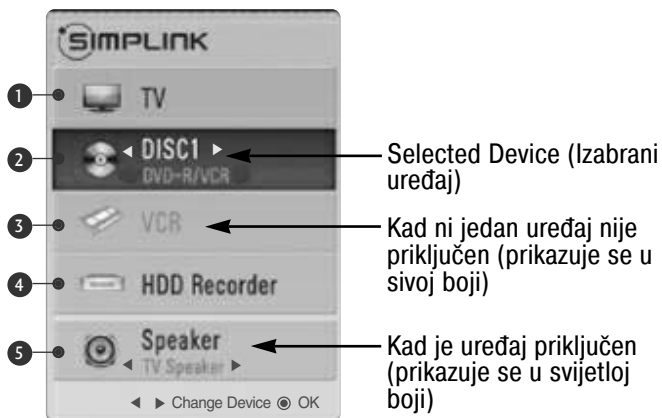 SIMPLINK
1 TV
2 ◄ DISC1 ►
DVD-R/VCR
3 VCR
4 HDD Recorder
5 Speaker
◄ TV Speaker ►
◄ ► Change Device ◉ OK
Selected Device (Izabrani
uređaj)
Kad ni jedan uređaj nije
priključen (prikazuje se u
sivoj boji)
Kad je uređaj priključen
(prikazuje se u svijetloj
boji)